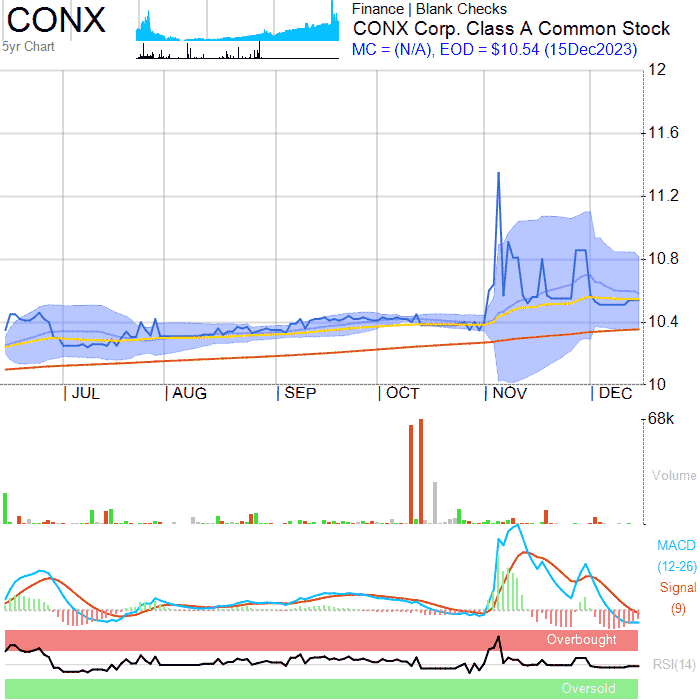 CONX
5yr Chart
Finance | Blank Checks
CONX Corp. Class A Common Stock
MC = (N/A), EOD = $10.54 (15Dec2023)
12
11.6
11.2
10.8
10.4
10
| JUL | AUG | SEP | OCT | NOV | DEC
68k
Volume
MACD
(12-26)
Signal
(9)
Overbought
RSI(14)
Oversold